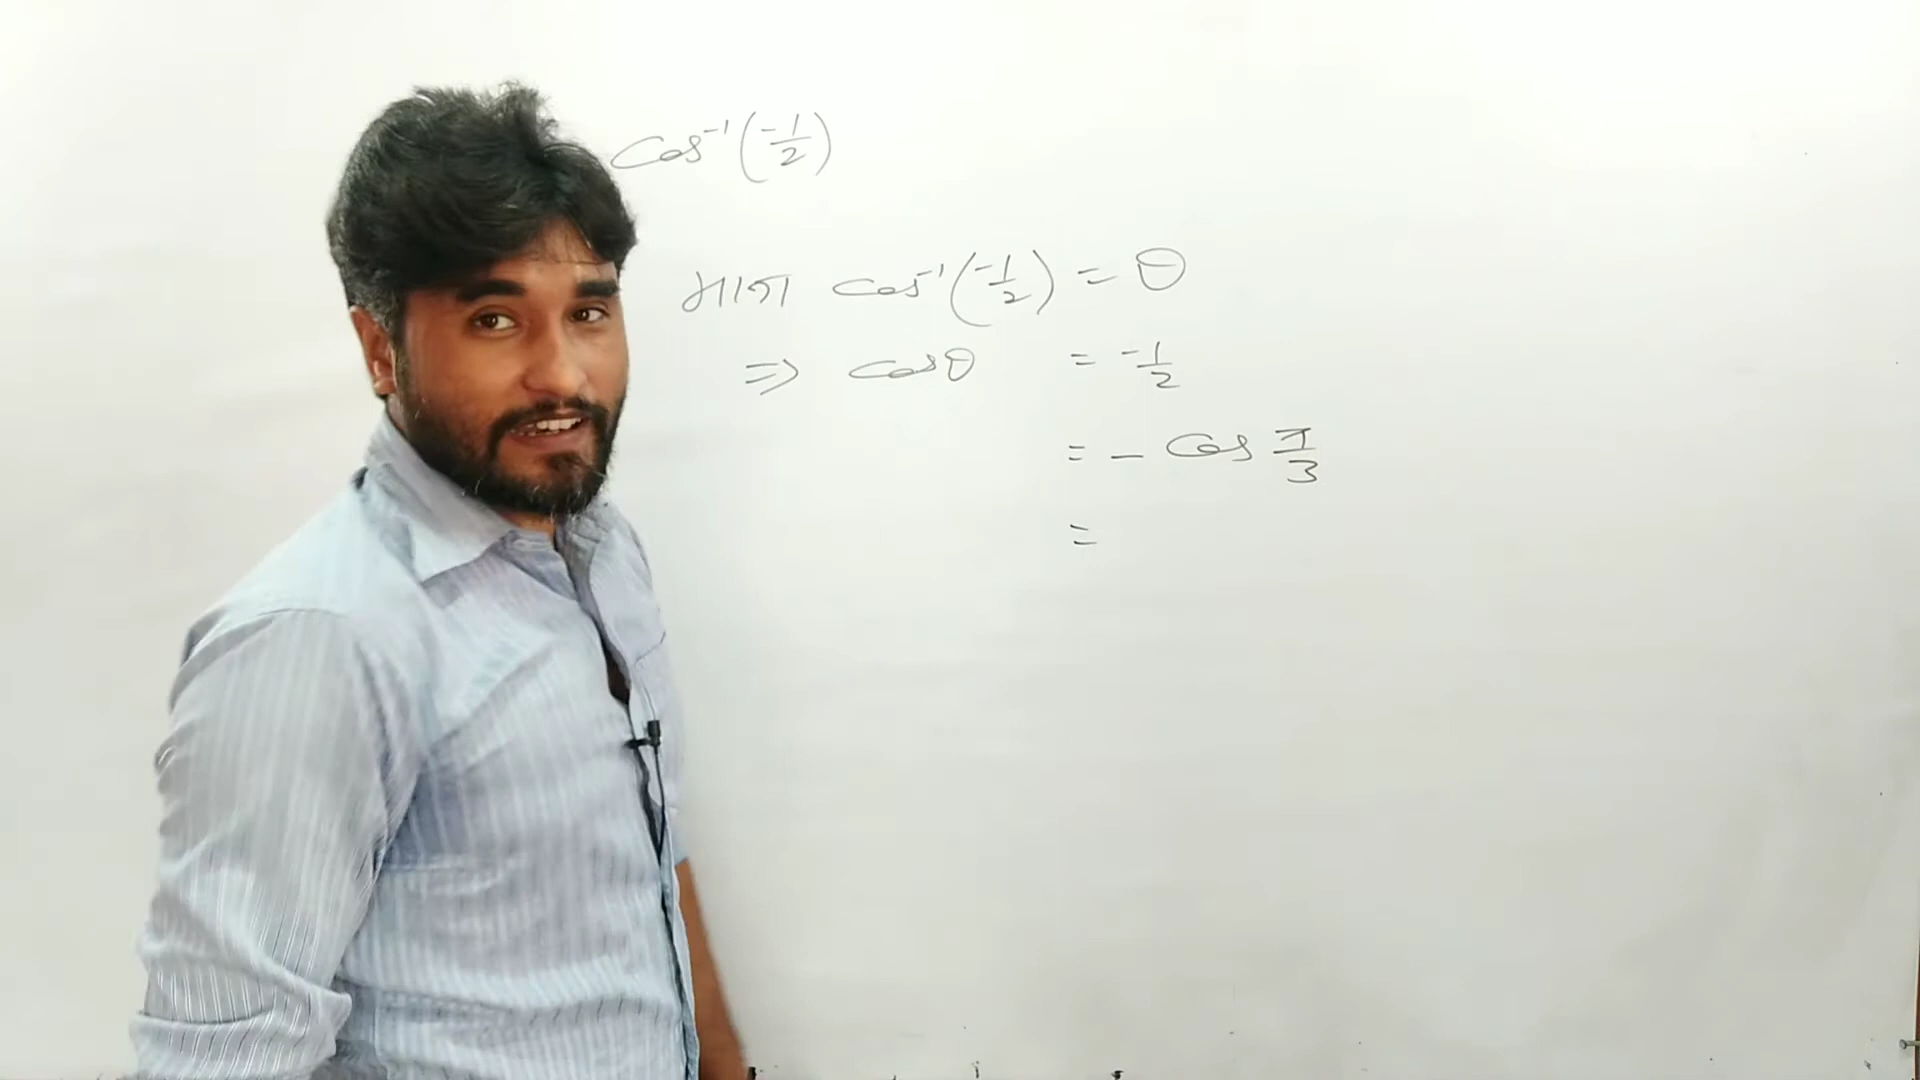 cos⁻¹(-1/2)
माना cos⁻¹(-1/2) = θ
⇒ cosθ = -1/2
= - cos π/3
=